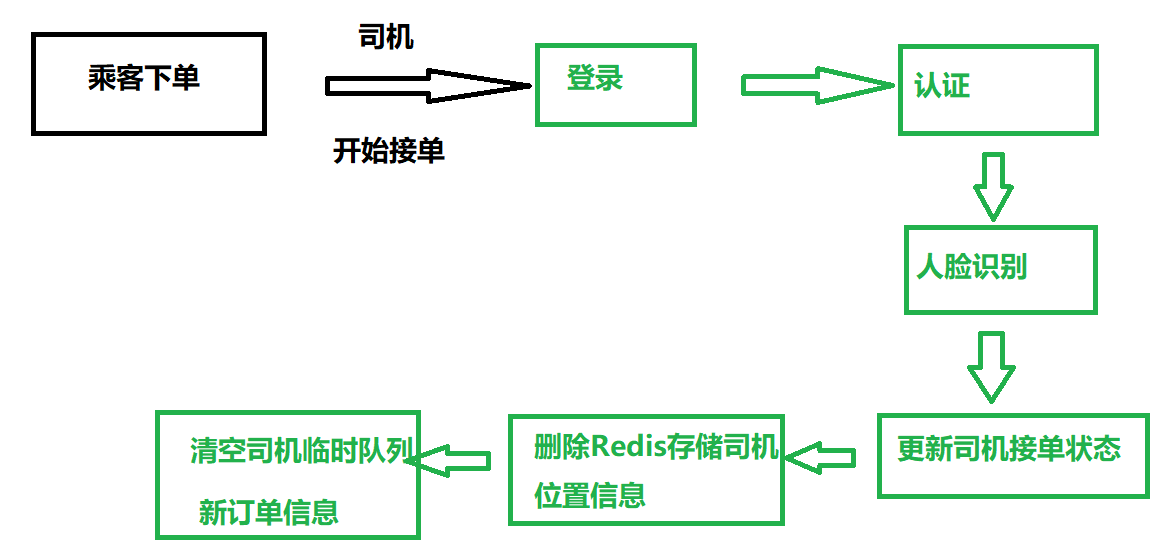 乘客下单
司机
开始接单
登录
认证
人脸识别
更新司机接单状态
删除Redis存储司机
位置信息
清空司机临时队列
新订单信息